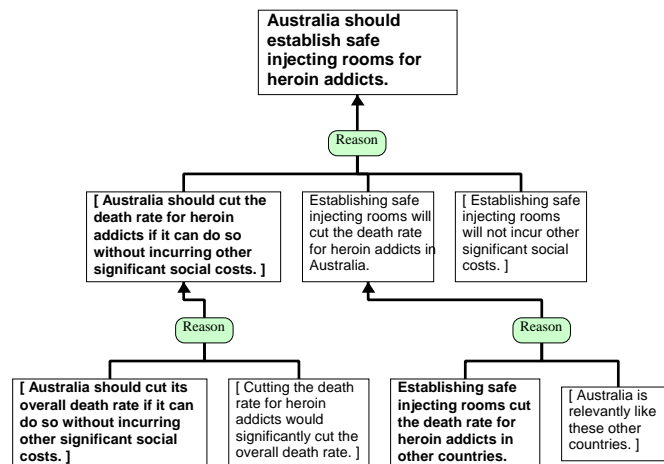 Australia should
establish safe
injecting rooms for
heroin addicts.
Reason
[ Australia should cut the
death rate for heroin
addicts if it can do so
without incurring other
significant social costs. ]
Establishing safe
injecting rooms will
cut the death rate
for heroin addicts in
Australia.
[ Establishing safe
injecting rooms
will not incur other
significant social
costs. ]
Reason
Reason
[ Australia should cut its
overall death rate if it can
do so without incurring
other significant social
costs. ]
[ Cutting the death
rate for heroin
addicts would
significantly cut the
overall death rate. ]
Establishing safe
injecting rooms cut
the death rate for
heroin addicts in
other countries.
[ Australia is
relevantly like
these other
countries. ]